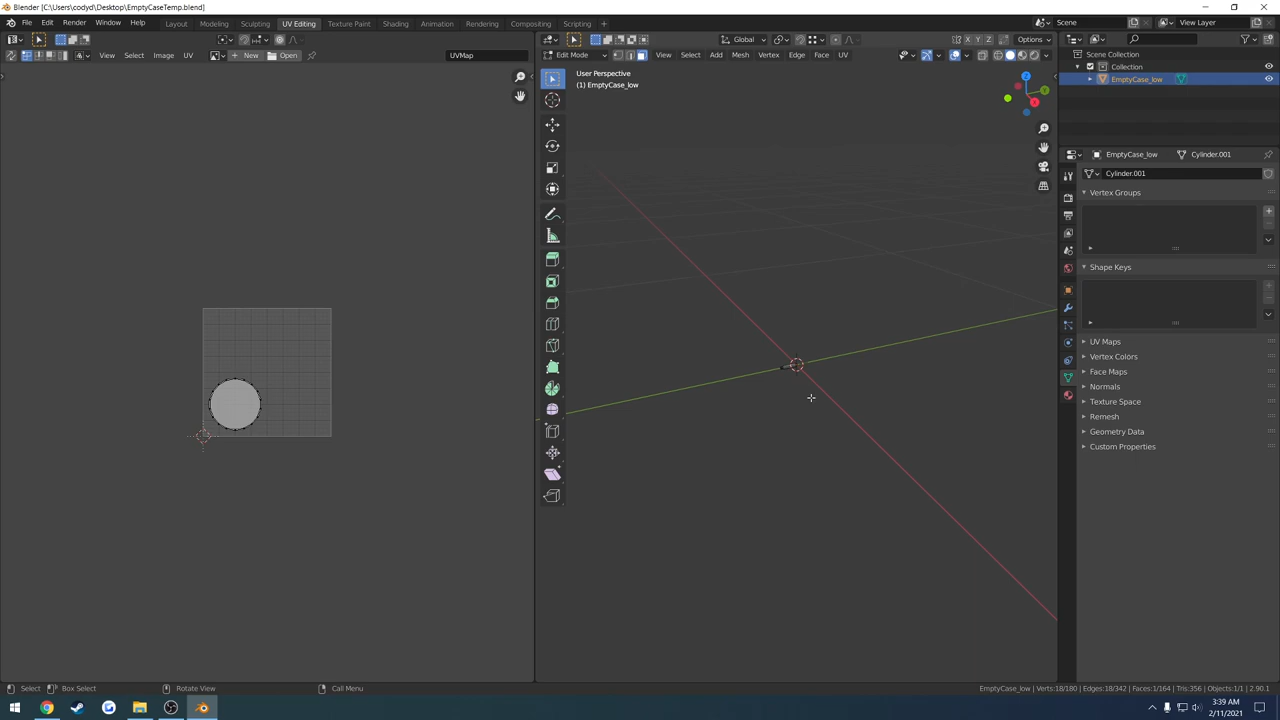 Blender [C:\Users\codyd\Desktop\EmptyCaseTemp.blend]
File Edit Render Window Help Layout Modeling Sculpting UV Editing Texture Paint Shading Animation Rendering Compositing Scripting Scene View Layer
Global Options
View Select Image UV New Open UVMap Edit Mode View Select Add Mesh Vertex Edge Face UV
Scene Collection
Collection
EmptyCase_low
User Perspective
(1) EmptyCase_low
X Y Z
Z
Y
X
EmptyCase_low Cylinder.001
Cylinder.001
Vertex Groups
Shape Keys
UV Maps
Vertex Colors
Face Maps
Normals
Texture Space
Remesh
Geometry Data
Custom Properties
Select Box Select Rotate View Call Menu EmptyCase_low | Verts:18/180 | Edges:18/342 | Faces:1/164 | Tris:356 | Objects:1/1 | 2.90.1
3:39 AM
2/11/2021